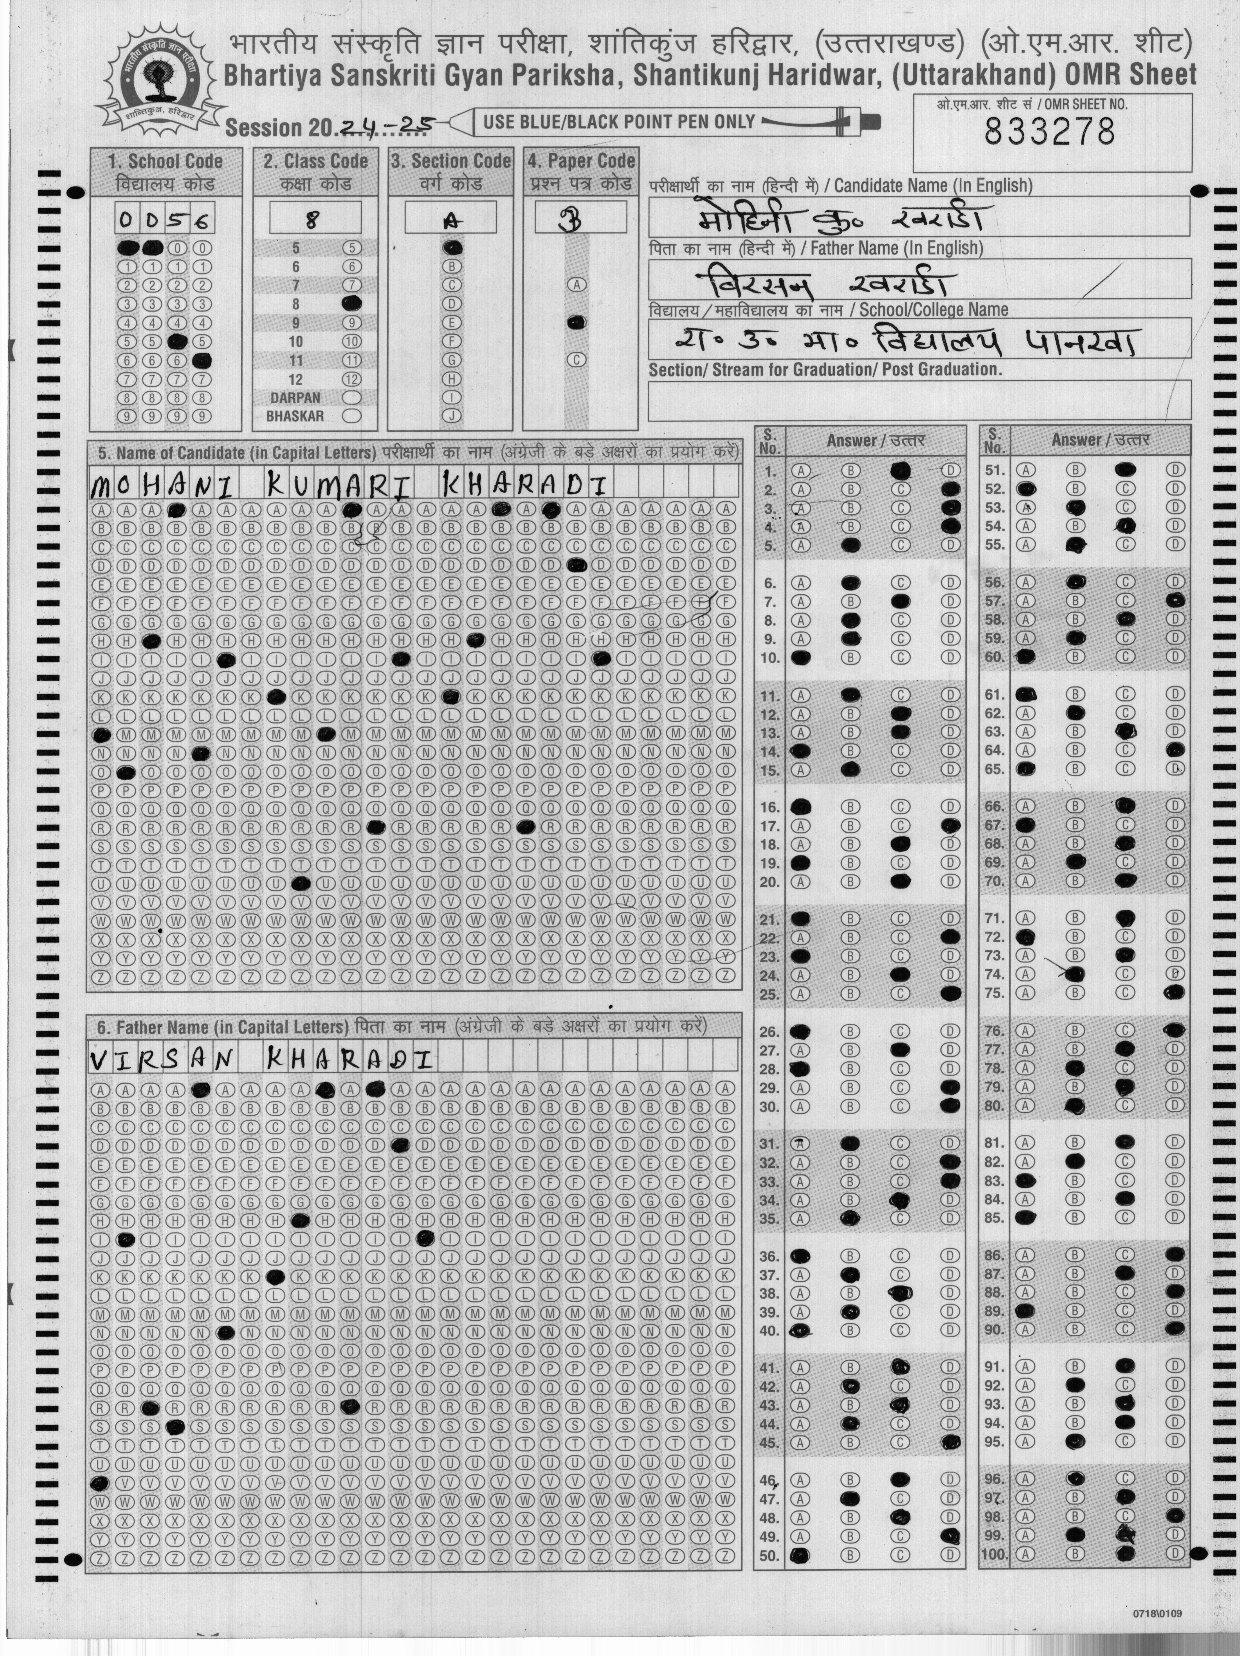 भारतीय संस्कृति ज्ञान परीक्षा, शांतिकुंज हरिद्वार, (उत्तराखण्ड) (ओ.एम.आर. शीट)
Bhartiya Sanskriti Gyan Pariksha, Shantikunj Haridwar, (Uttarakhand) OMR Sheet
Session 20 24-25
USE BLUE/BLACK POINT PEN ONLY
ओ.एम.आर. शीट सं / OMR SHEET NO.
833278
1. School Code
विद्यालय कोड
0 0 5 6
2. Class Code
कक्षा कोड
8
5
6
7
8
9
10
11
12
DARPAN
BHASKAR
3. Section Code
वर्ग कोड
A
4. Paper Code
प्रश्न पत्र कोड
B
परीक्षार्थी का नाम (हिन्दी में) / Candidate Name (In English)
मोहिनी कु० खराडी
पिता का नाम (हिन्दी में) / Father Name (In English)
विरसन खराडी
विद्यालय/महाविद्यालय का नाम / School/College Name
रा० उ० मा० विद्यालय पानरवा
Section/ Stream for Graduation/ Post Graduation.
5. Name of Candidate (in Capital Letters) परीक्षार्थी का नाम (अंग्रेजी के बड़े अक्षरों का प्रयोग करें)
MOHANI KUMARI KHARADI
6. Father Name (in Capital Letters) पिता का नाम (अंग्रेजी के बड़े अक्षरों का प्रयोग करें)
VIRSAN KHARADI
S. No. Answer / उत्तर
S. No. Answer / उत्तर
0718\0109